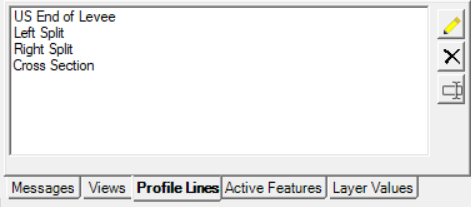 US End of Levee
Left Split
Right Split
Cross Section
Messages Views Profile Lines Active Features Layer Values